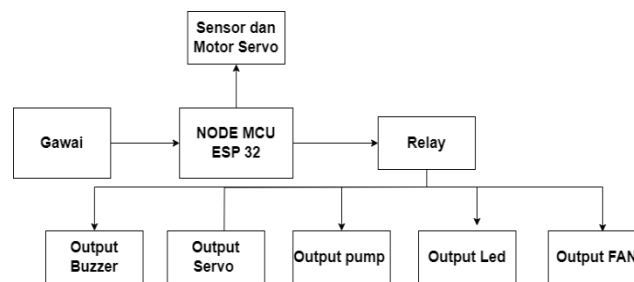 Sensor dan
Motor Servo
Gawai
NODE MCU
ESP 32
Relay
Output
Buzzer
Output
Servo
Output pump
Output Led
Output FAN